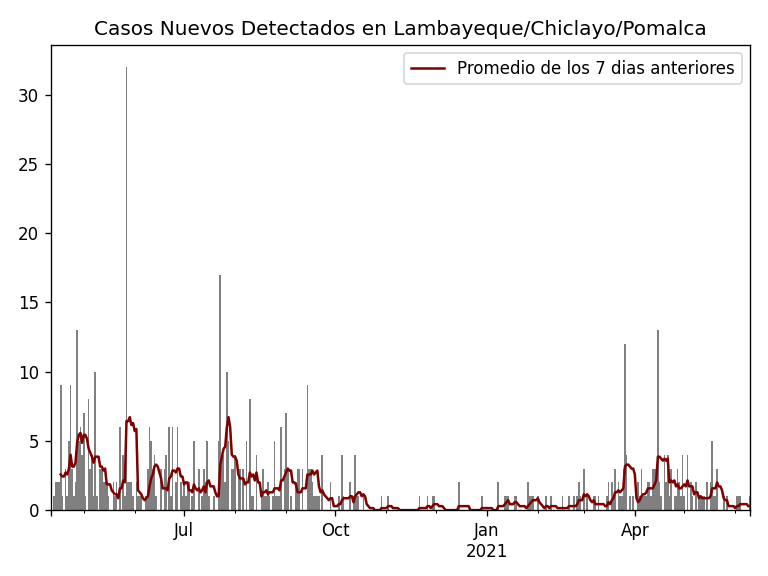 Casos Nuevos Detectados en Lambayeque/Chiclayo/Pomalca
Promedio de los 7 dias anteriores
30
25
20
15
10
5
0
Jul
Oct
Jan
2021
Apr